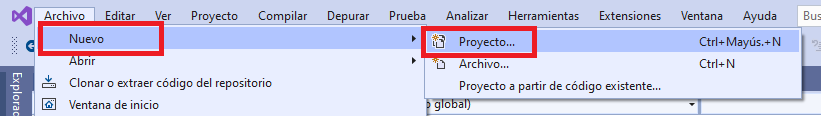 Archivo Editar Ver Proyecto Compilar Depurar Prueba Analizar Herramientas Extensiones Ventana Ayuda Bus
Nuevo Proyecto... Ctrl+Mayús.+N
Abrir Archivo... Ctrl+N
Clonar o extraer código del repositorio Proyecto a partir de código existente...
Ventana de inicio o global)
Explorad